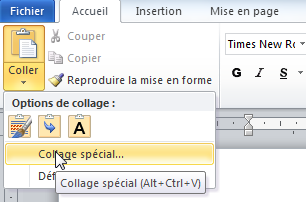 Fichier Accueil Insertion Mise en page
Couper
Copier
Coller
Reproduire la mise en forme
Times New
G I S
Options de collage :
A
Collage spécial...
Collage spécial (Alt+Ctrl+V)